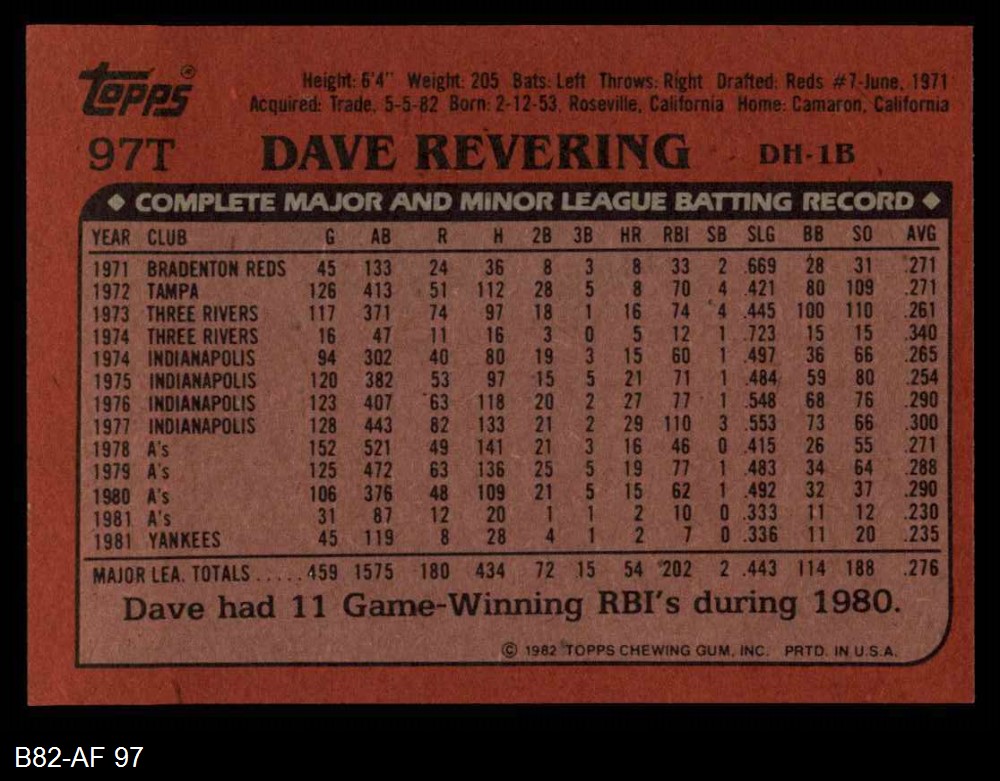 Topps®
Height: 6'4" Weight: 205 Bats: Left Throws: Right Drafted: Reds #7-June, 1971
Acquired: Trade, 5-5-82 Born: 2-12-53, Roseville, California Home: Camaron, California
97T DAVE REVERING DH-1B
◆ COMPLETE MAJOR AND MINOR LEAGUE BATTING RECORD ◆
YEAR CLUB G AB R H 2B 3B HR RBI SB SLG BB SO AVG
1971 BRADENTON REDS 45 133 24 36 8 3 8 33 2 .669 28 31 .271
1972 TAMPA 126 413 51 112 28 5 8 70 4 .421 80 109 .271
1973 THREE RIVERS 117 371 74 97 18 1 16 74 4 .445 100 110 .261
1974 THREE RIVERS 16 47 11 16 3 0 5 12 1 .723 15 15 .340
1974 INDIANAPOLIS 94 302 40 80 19 3 15 60 1 .497 36 66 .265
1975 INDIANAPOLIS 120 382 53 97 15 5 21 71 1 .484 59 80 .254
1976 INDIANAPOLIS 123 407 63 118 20 2 27 77 1 .548 68 76 .290
1977 INDIANAPOLIS 128 443 82 133 21 2 29 110 3 .553 73 66 .300
1978 A's 152 521 49 141 21 3 16 46 0 .415 26 55 .271
1979 A's 125 472 63 136 25 5 19 77 1 .483 34 64 .288
1980 A's 106 376 48 109 21 5 15 62 1 .492 32 37 .290
1981 A's 31 87 12 20 1 1 2 10 0 .333 11 12 .230
1981 YANKEES 45 119 8 28 4 1 2 7 0 .336 11 20 .235
MAJOR LEA. TOTALS .....459 1575 180 434 72 15 54 202 2 .443 114 188 .276
Dave had 11 Game-Winning RBI's during 1980.
© 1982 TOPPS CHEWING GUM, INC. PRTD. IN U.S.A.
B82-AF 97